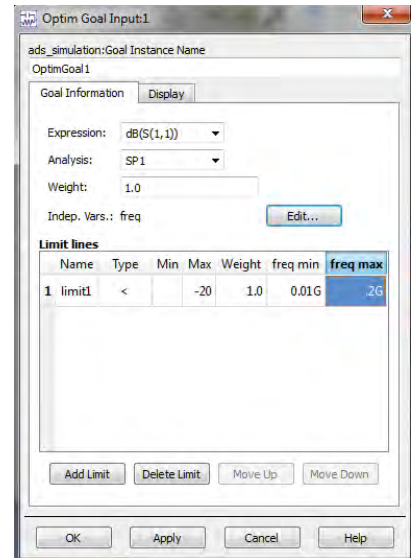 Optim Goal Input:1
ads_simulation:Goal Instance Name
OptimGoal1
Goal Information Display
Expression: dB(S(1,1))
Analysis: SP1
Weight: 1.0
Indep. Vars.: freq Edit...
Limit lines
Name Type Min Max Weight freq min freq max
1 limit1 < -20 1.0 0.01G .2G
Add Limit Delete Limit Move Up Move Down
OK Apply Cancel Help